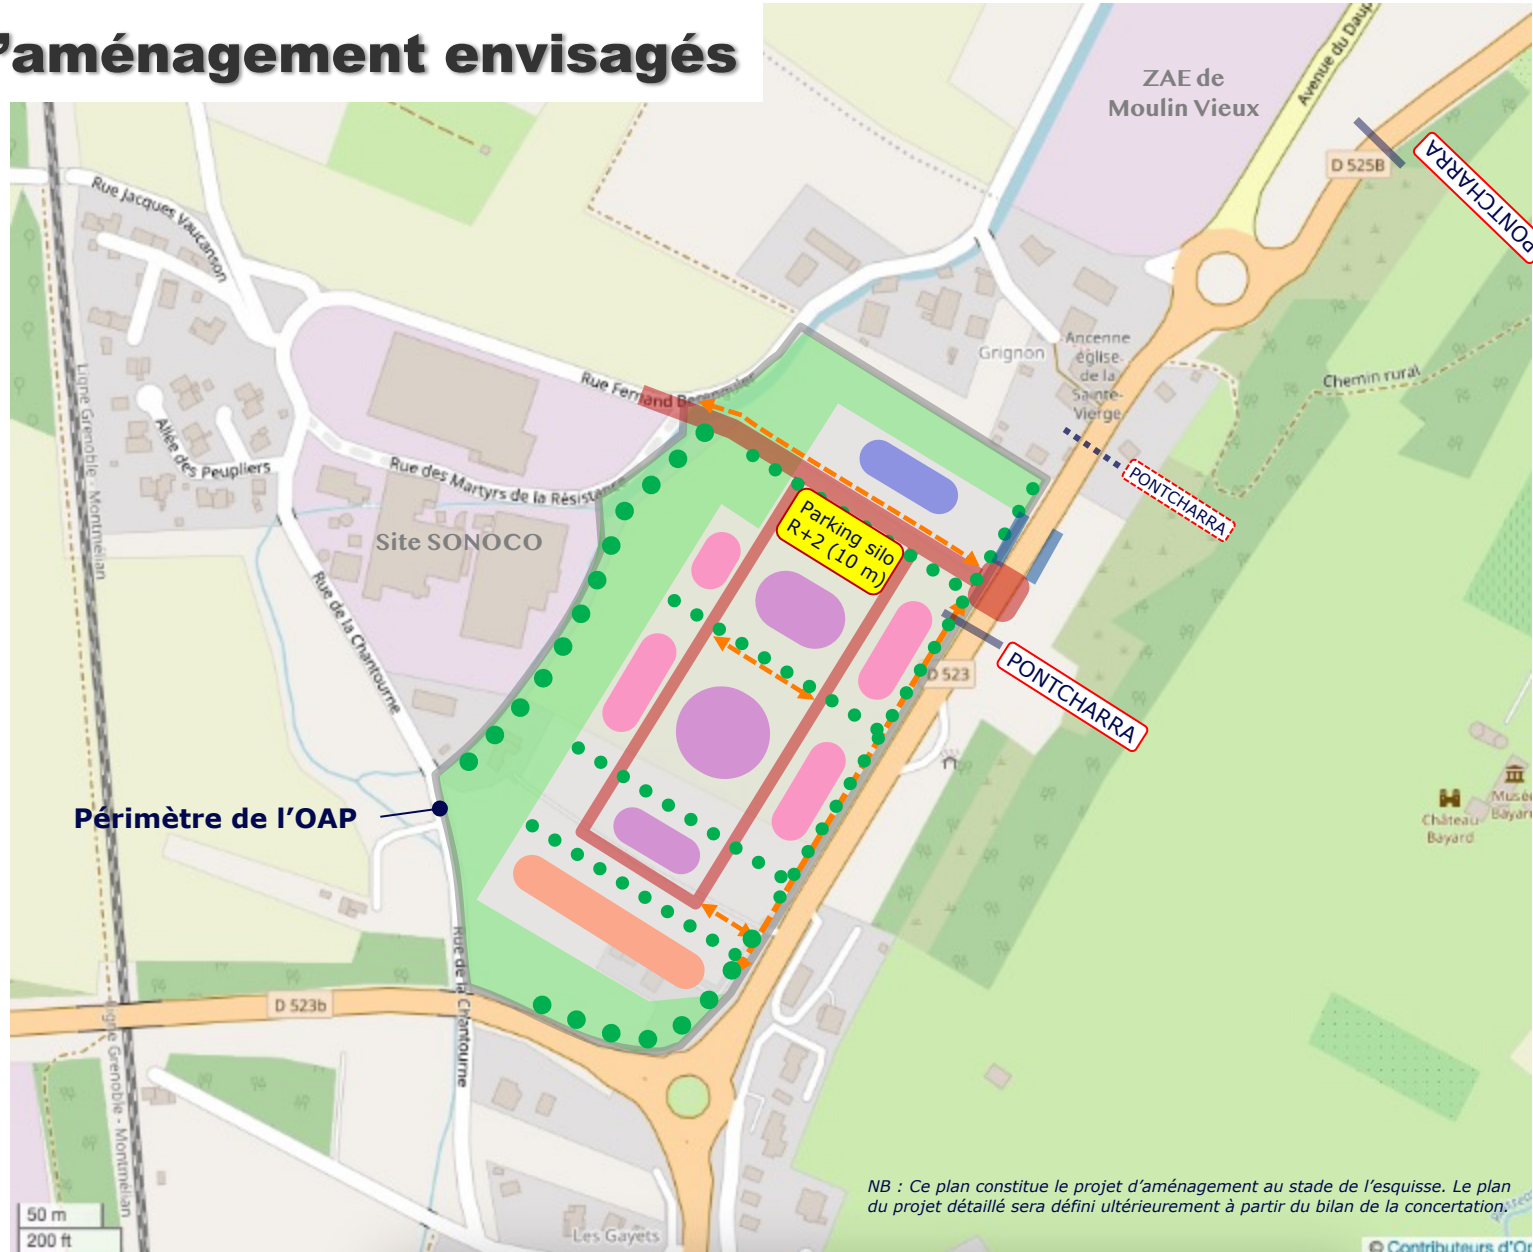 ’aménagement envisagés
ZAE de
Moulin Vieux
Avenue du Daup
D 525B
PONTCHARRA
Rue Jacques Vaucanson
Ligne Grenoble - Montmélian
Allée des Peupliers
Rue Fernand Berenguier
Rue des Martyrs de la Résistance
Site SONOCO
Rue de la Chantourne
Grignon
Ancenne
église
de la
Sainte-
Vierge
Chemin rural
PONTCHARRA
Parking silo
R+2 (10 m)
PONTCHARRA
D 523
Périmètre de l’OAP
Château
Bayard
Musée
Bayard
Rue de la Chantourne
D 523b
Ligne Grenoble - Montmélian
Les Gayets
NB : Ce plan constitue le projet d’aménagement au stade de l’esquisse. Le plan
du projet détaillé sera défini ultérieurement à partir du bilan de la concertation.
50 m
200 ft
© Contributeurs d’Op